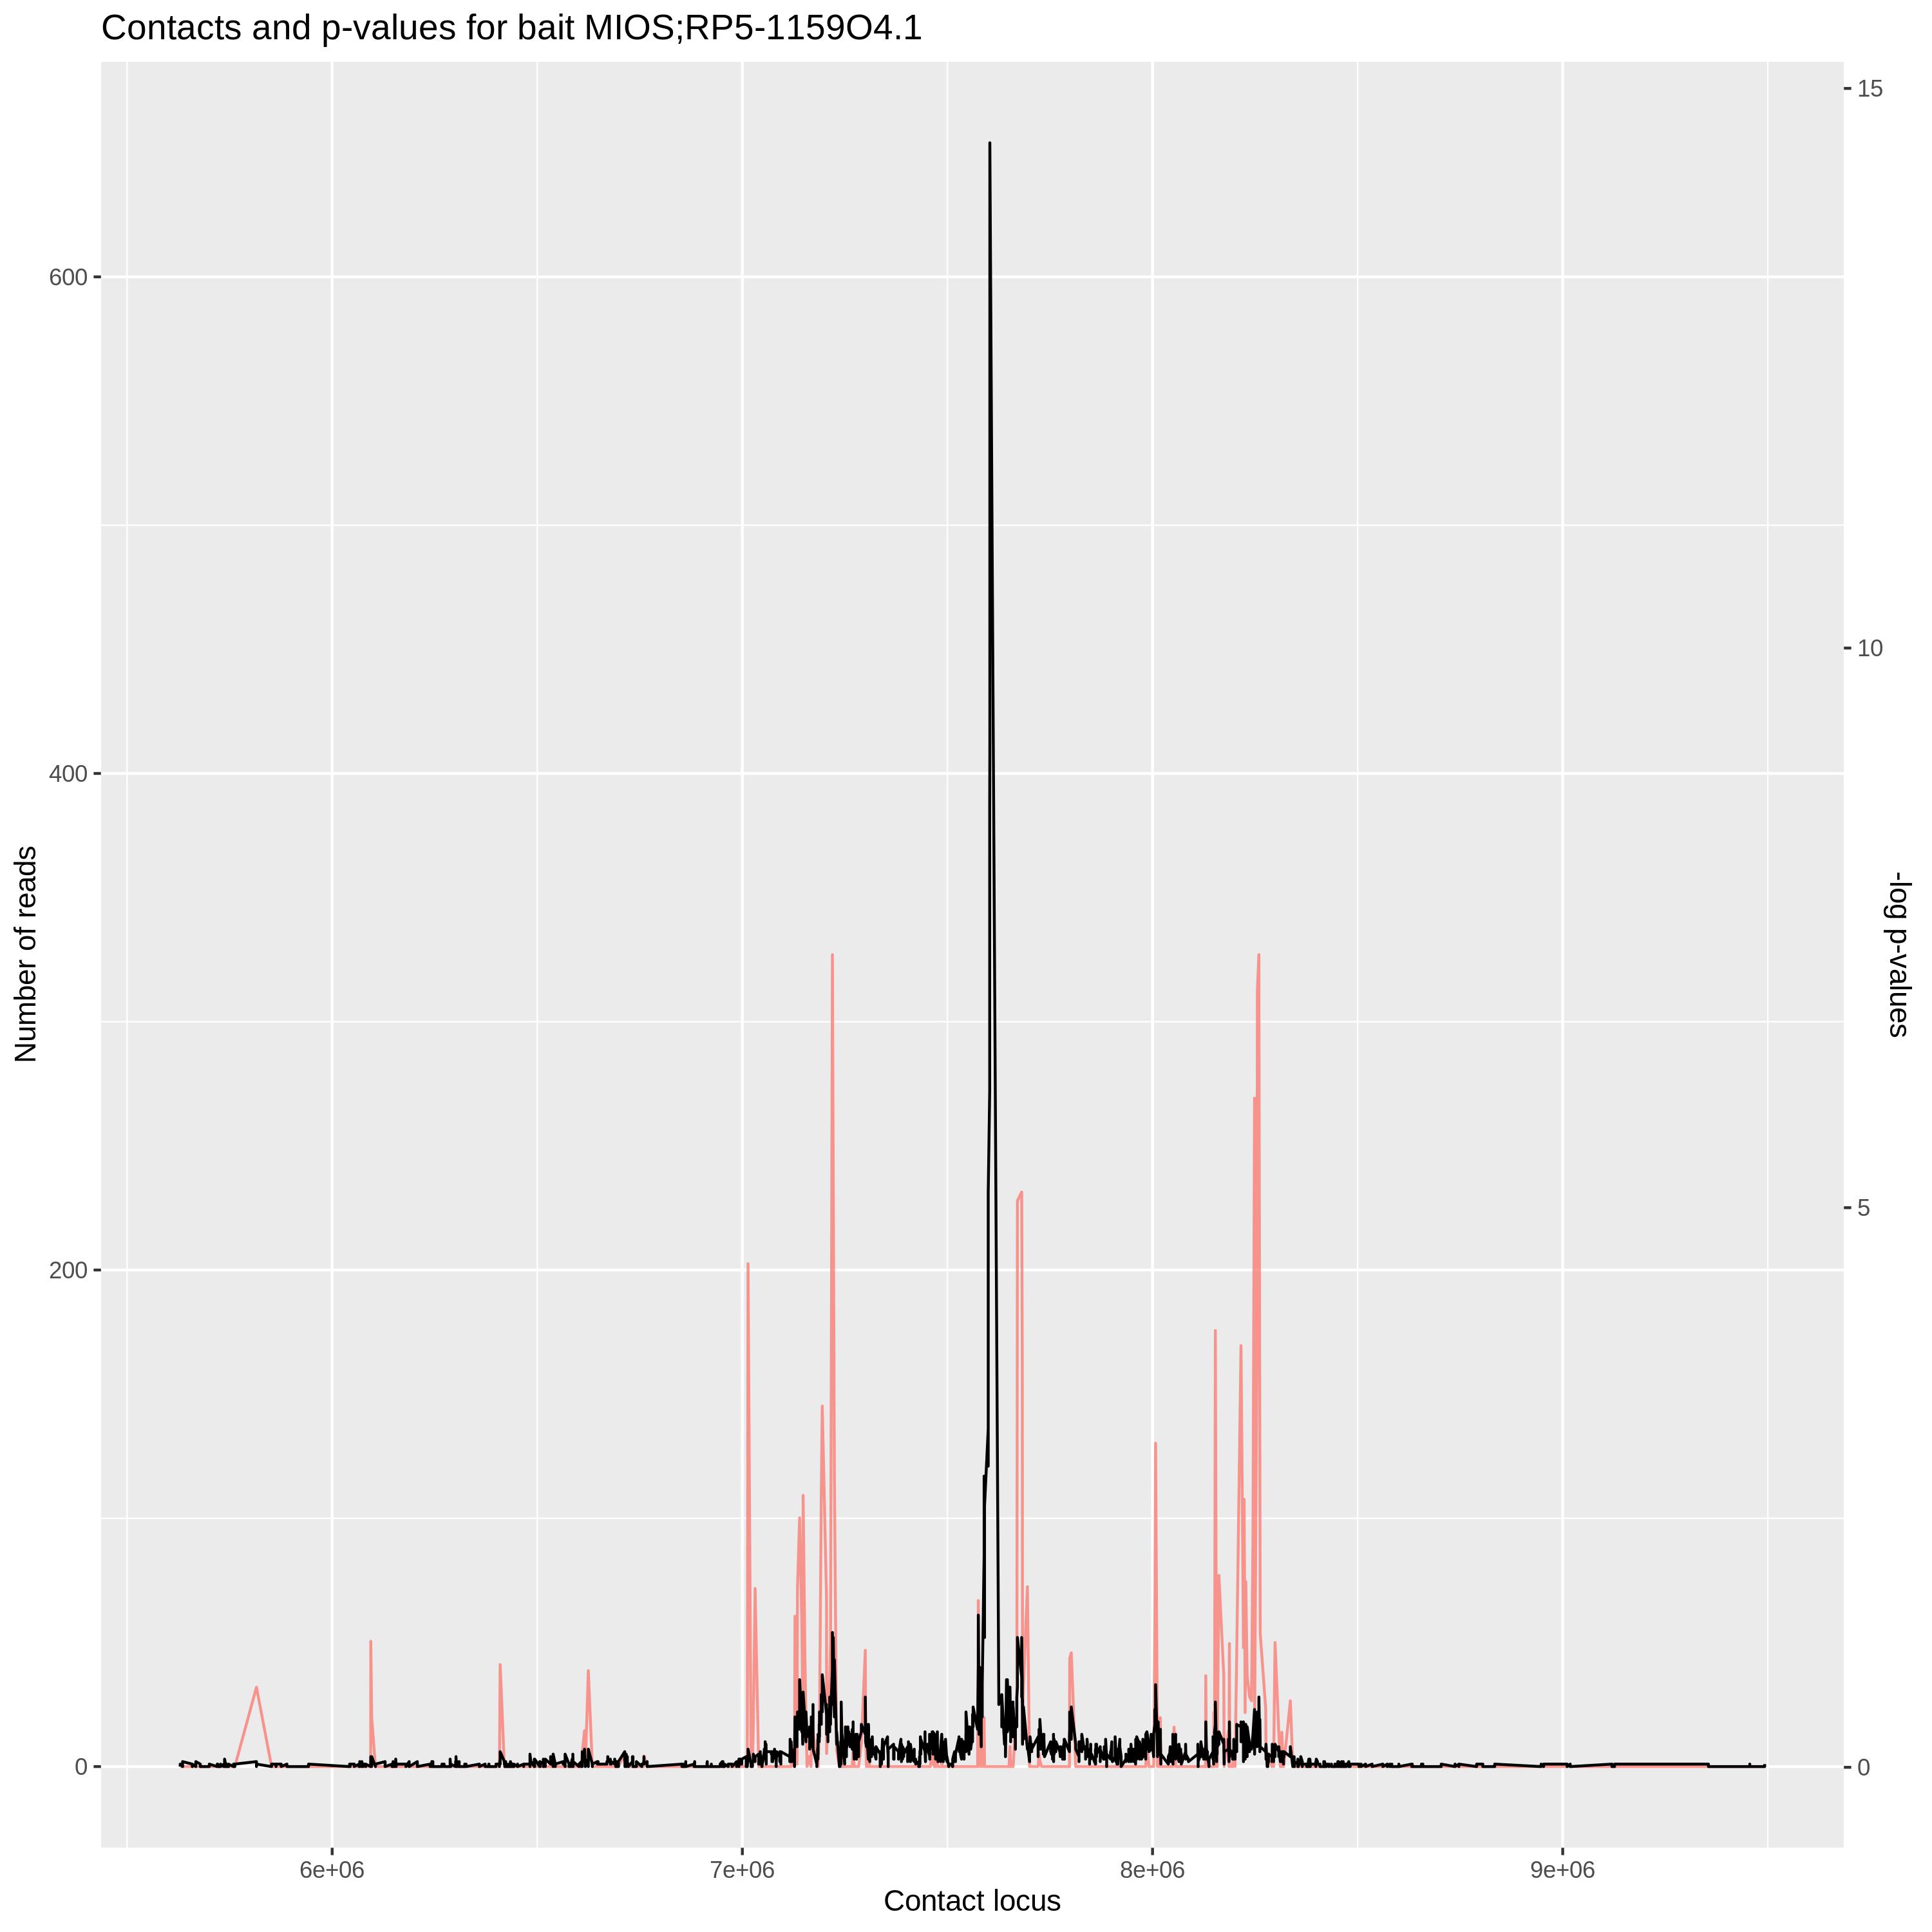 Contacts and p-values for bait MIOS;RP5-1159O4.1
15
600
10
400
Number of reads
-log p-values
5
200
0
0
6e+06
7e+06
8e+06
9e+06
Contact locus